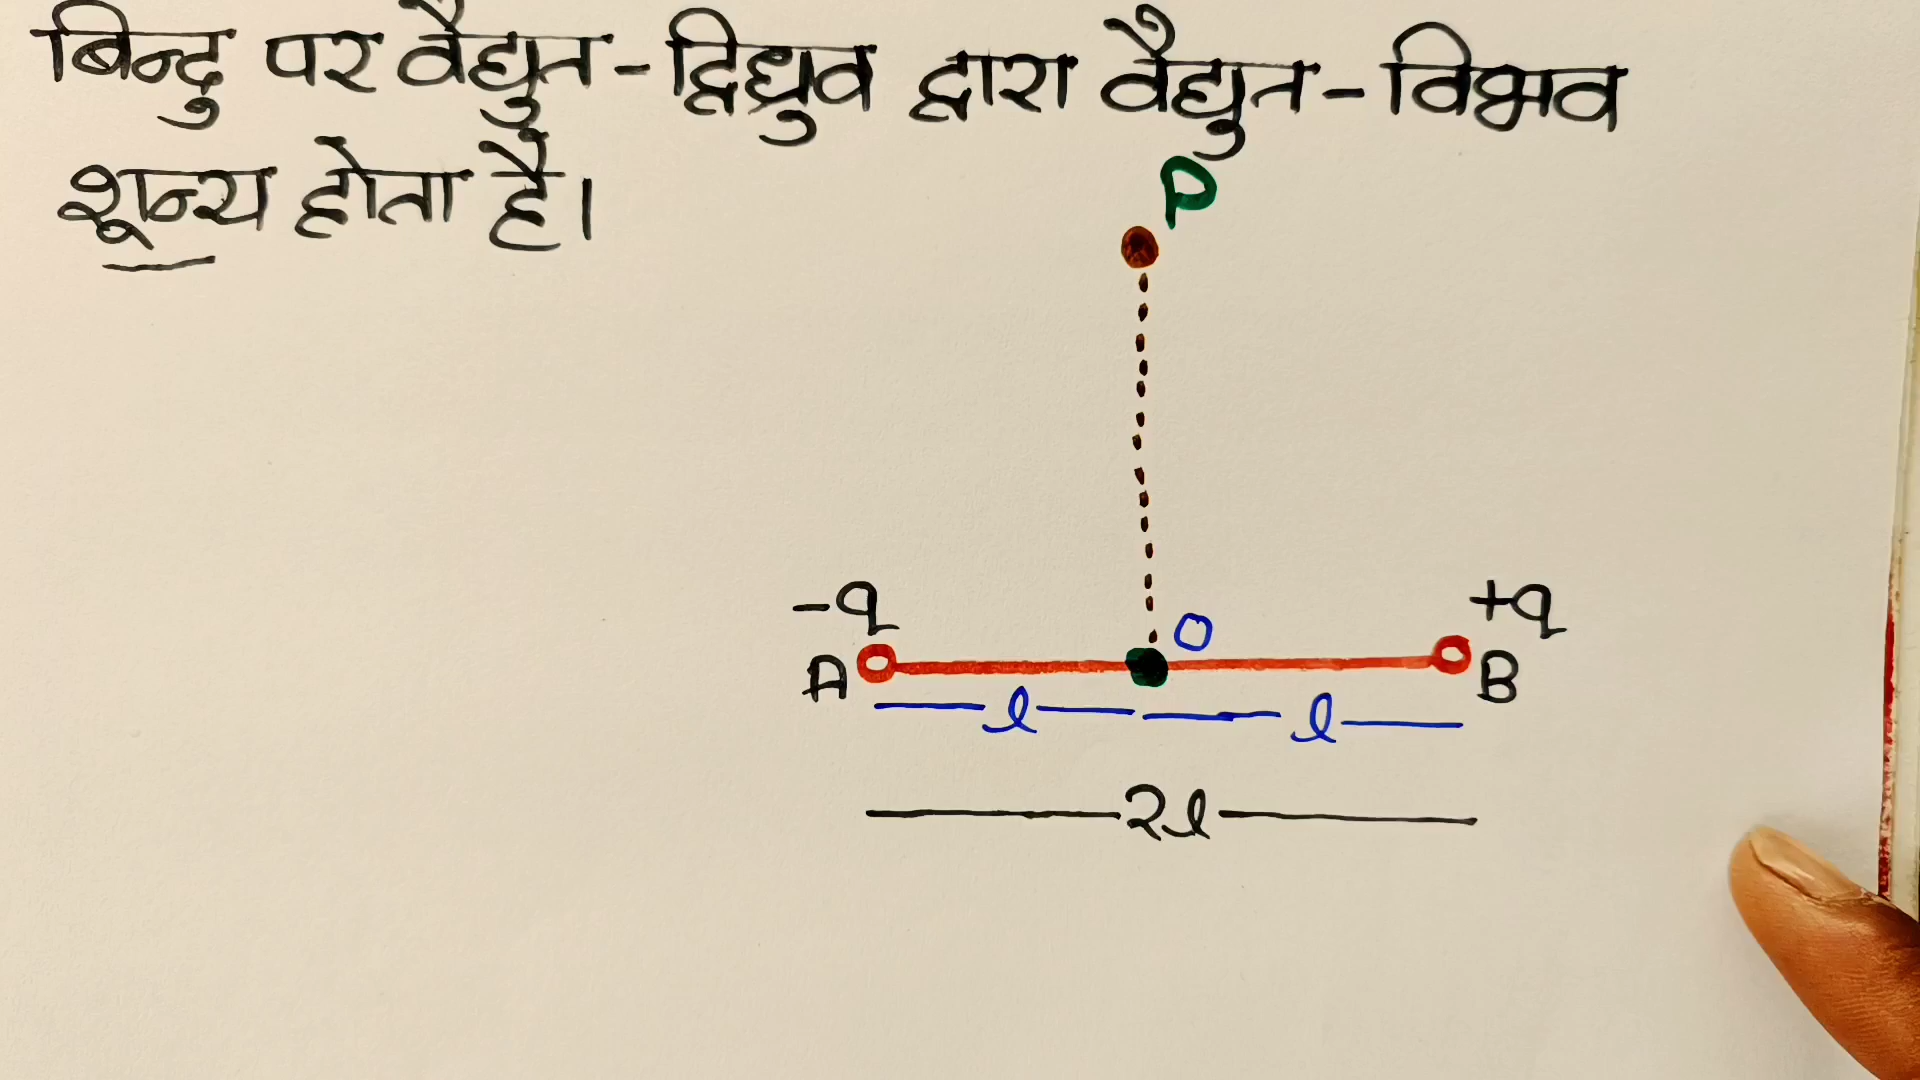 बिन्दु पर वैद्युत-द्विध्रुव द्वारा वैद्युत-विभव
शून्य होता है।
P
-q +q
O
A B
l l
2l